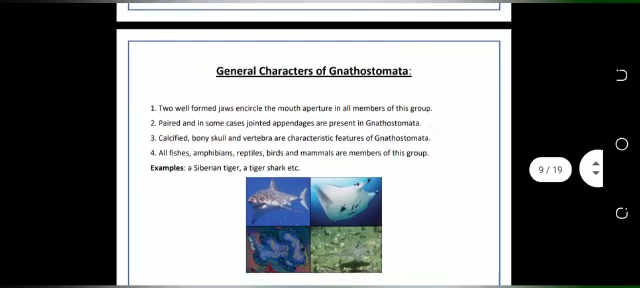 General Characters of Gnathostomata:
1. Two well formed jaws encircle the mouth aperture in all members of this group.
2. Paired and in some cases jointed appendages are present in Gnathostomata.
3. Calcified, bony skull and vertebra are characteristic features of Gnathostomata.
4. All fishes, amphibians, reptiles, birds and mammals are members of this group.
Examples: a Siberian tiger, a tiger shark etc.
9 / 19